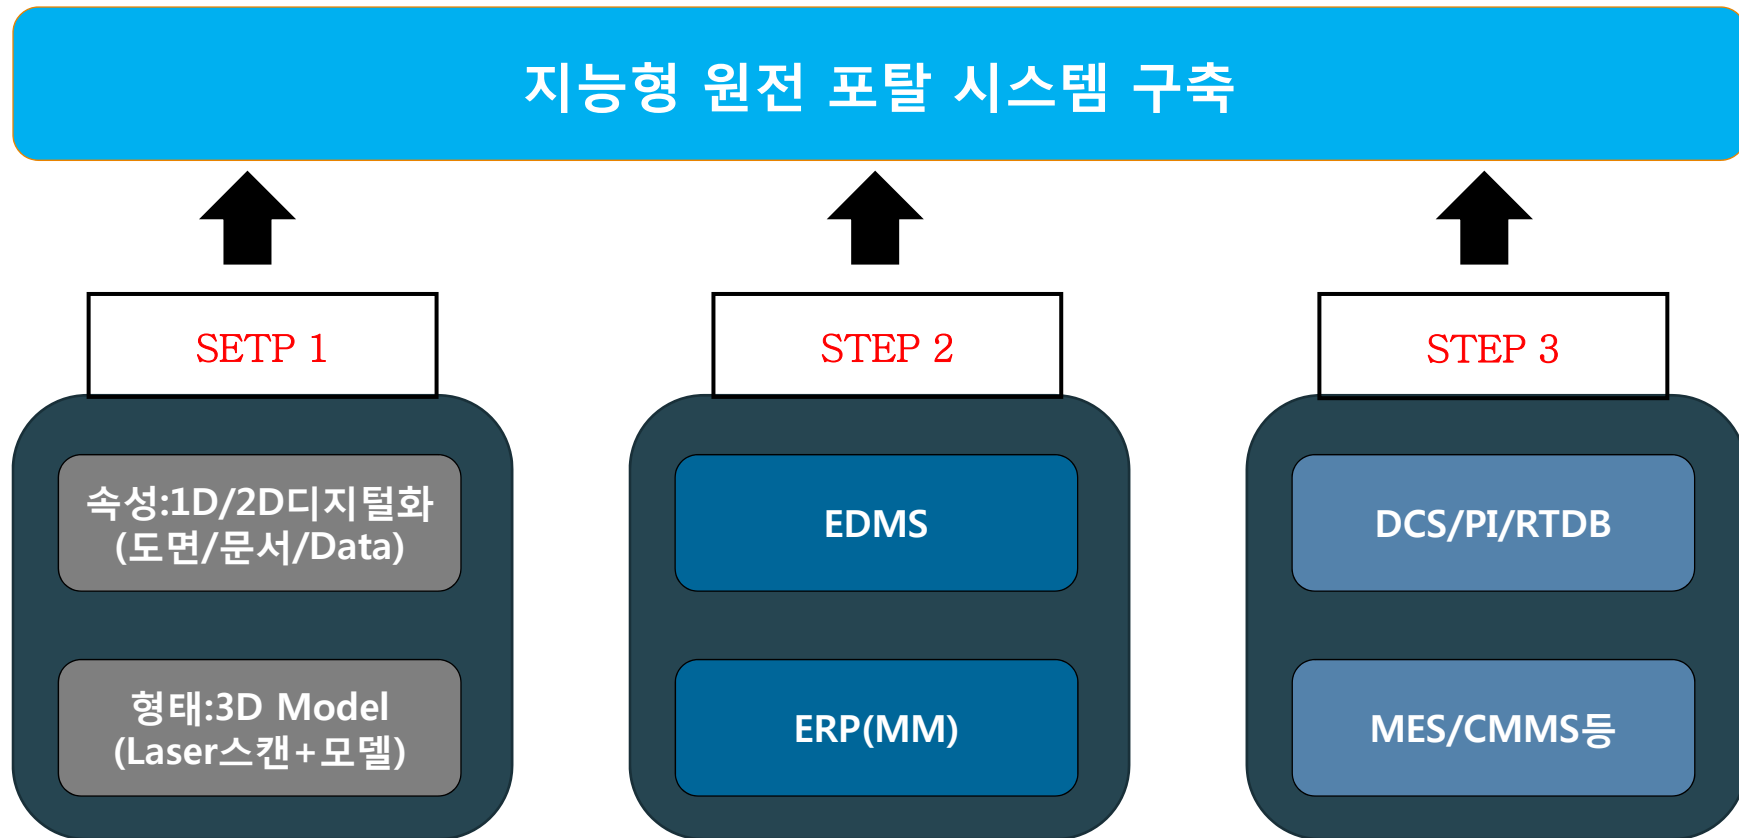 지능형 원전 포탈 시스템 구축
SETP 1
STEP 2
STEP 3
속성:1D/2D디지털화
(도면/문서/Data)
EDMS
DCS/PI/RTDB
형태:3D Model
(Laser스캔+모델)
ERP(MM)
MES/CMMS등